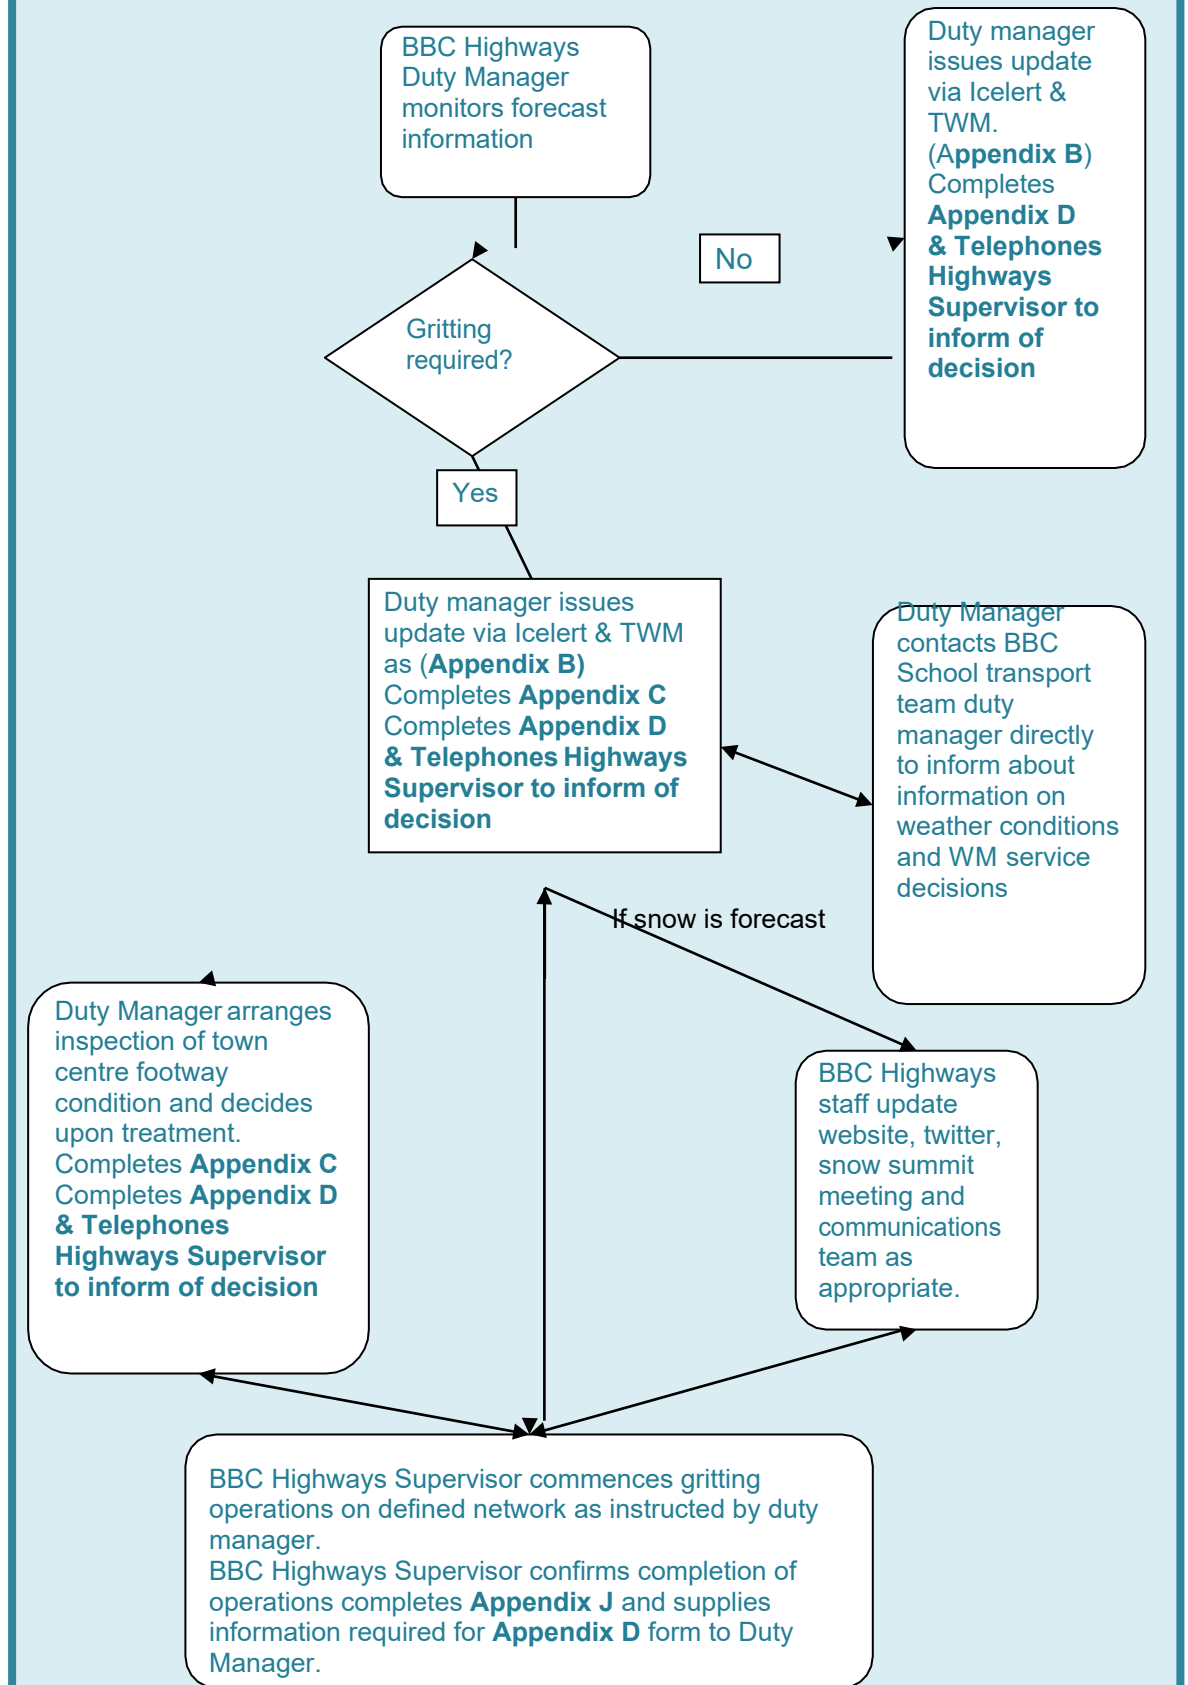 BBC Highways
Duty Manager
monitors forecast
information
Duty manager
issues update
via Icelert &
TWM.
(Appendix B)
Completes
Appendix D
& Telephones
Highways
Supervisor to
inform of
decision
No
Gritting
required?
Yes
Duty manager issues
update via Icelert & TWM
as (Appendix B)
Completes Appendix C
Completes Appendix D
& Telephones Highways
Supervisor to inform of
decision
Duty Manager
contacts BBC
School transport
team duty
manager directly
to inform about
information on
weather conditions
and WM service
decisions
If snow is forecast
Duty Manager arranges
inspection of town
centre footway
condition and decides
upon treatment.
Completes Appendix C
Completes Appendix D
& Telephones
Highways Supervisor
to inform of decision
BBC Highways
staff update
website, twitter,
snow summit
meeting and
communications
team as
appropriate.
BBC Highways Supervisor commences gritting
operations on defined network as instructed by duty
manager.
BBC Highways Supervisor confirms completion of
operations completes Appendix J and supplies
information required for Appendix D form to Duty
Manager.